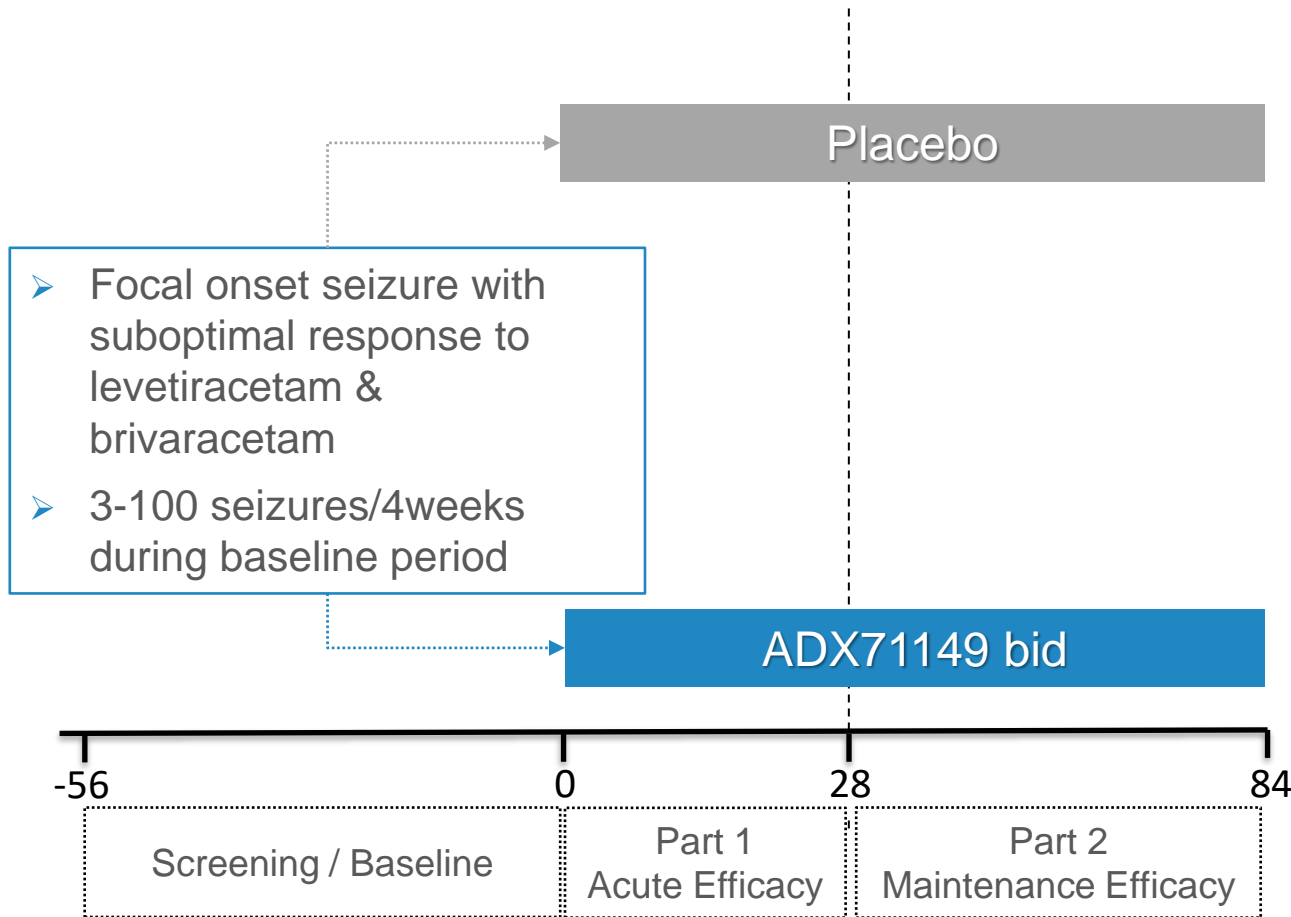 Placebo
➢ Focal onset seizure with
suboptimal response to
levetiracetam &
brivaracetam
➢ 3-100 seizures/4weeks
during baseline period
ADX71149 bid
-56 0 28 84
Screening / Baseline
Part 1
Acute Efficacy
Part 2
Maintenance Efficacy